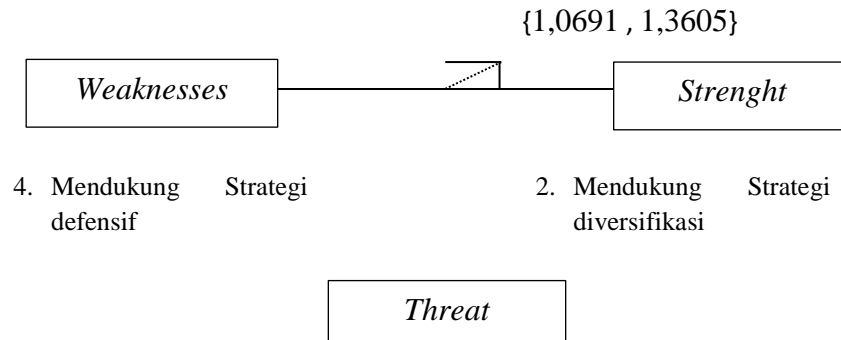 {1,0691 , 1,3605}
Weaknesses
Strenght
4. Mendukung Strategi
defensif
2. Mendukung Strategi
diversifikasi
Threat